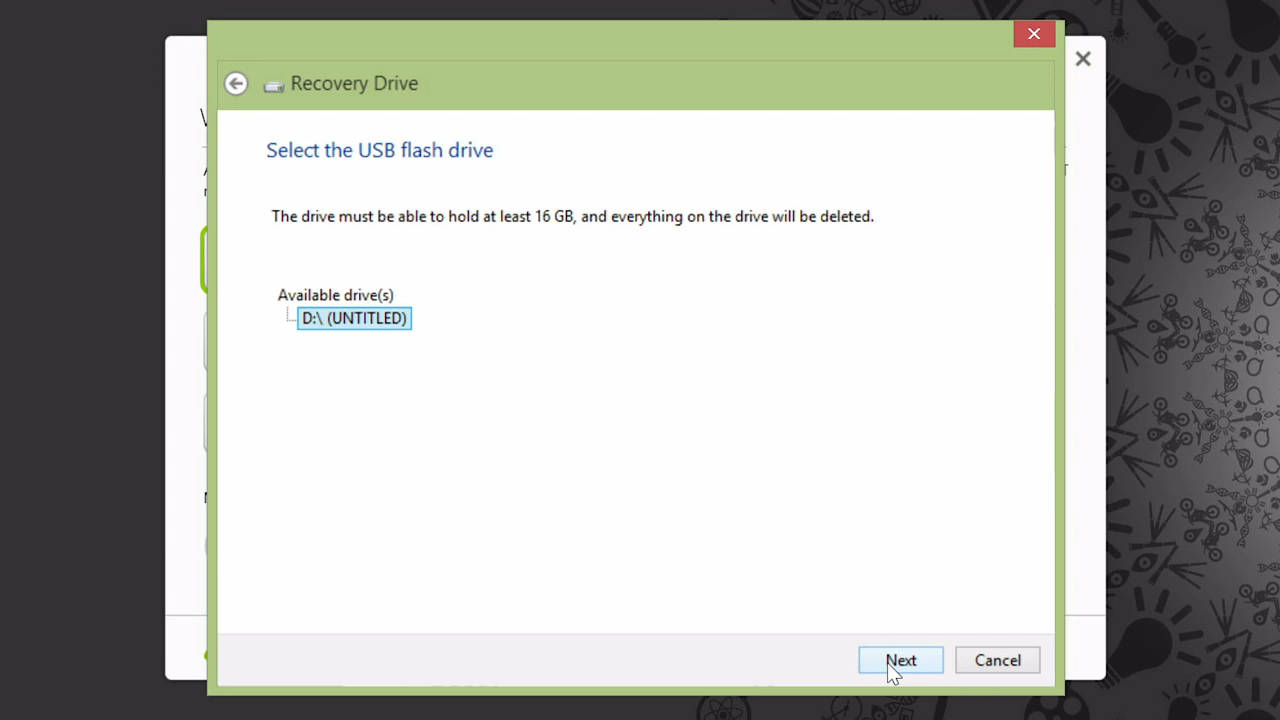 Recovery Drive
Select the USB flash drive
The drive must be able to hold at least 16 GB, and everything on the drive will be deleted.
Available drive(s)
D:\ (UNTITLED)
Next
Cancel